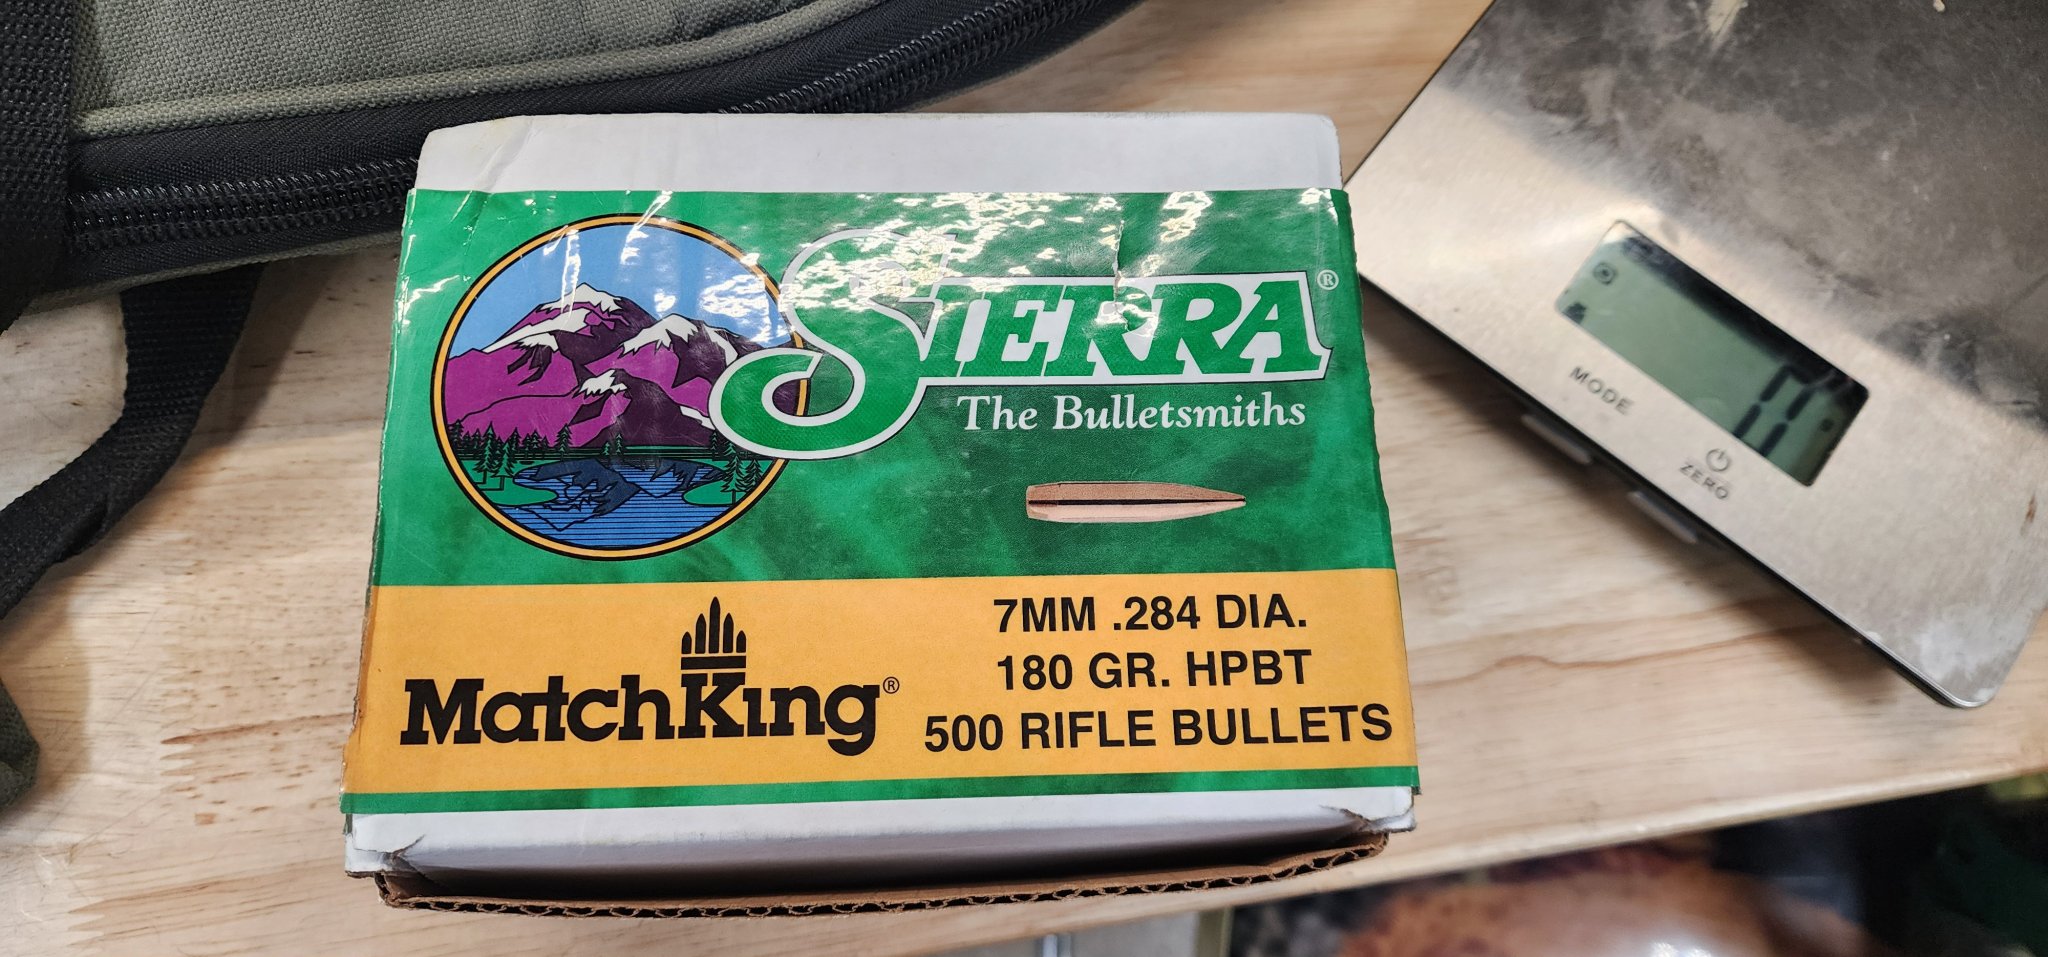 SIERRA®
The Bulletsmiths
MatchKing®
7MM .284 DIA.
180 GR. HPBT
500 RIFLE BULLETS
MODE
ZERO